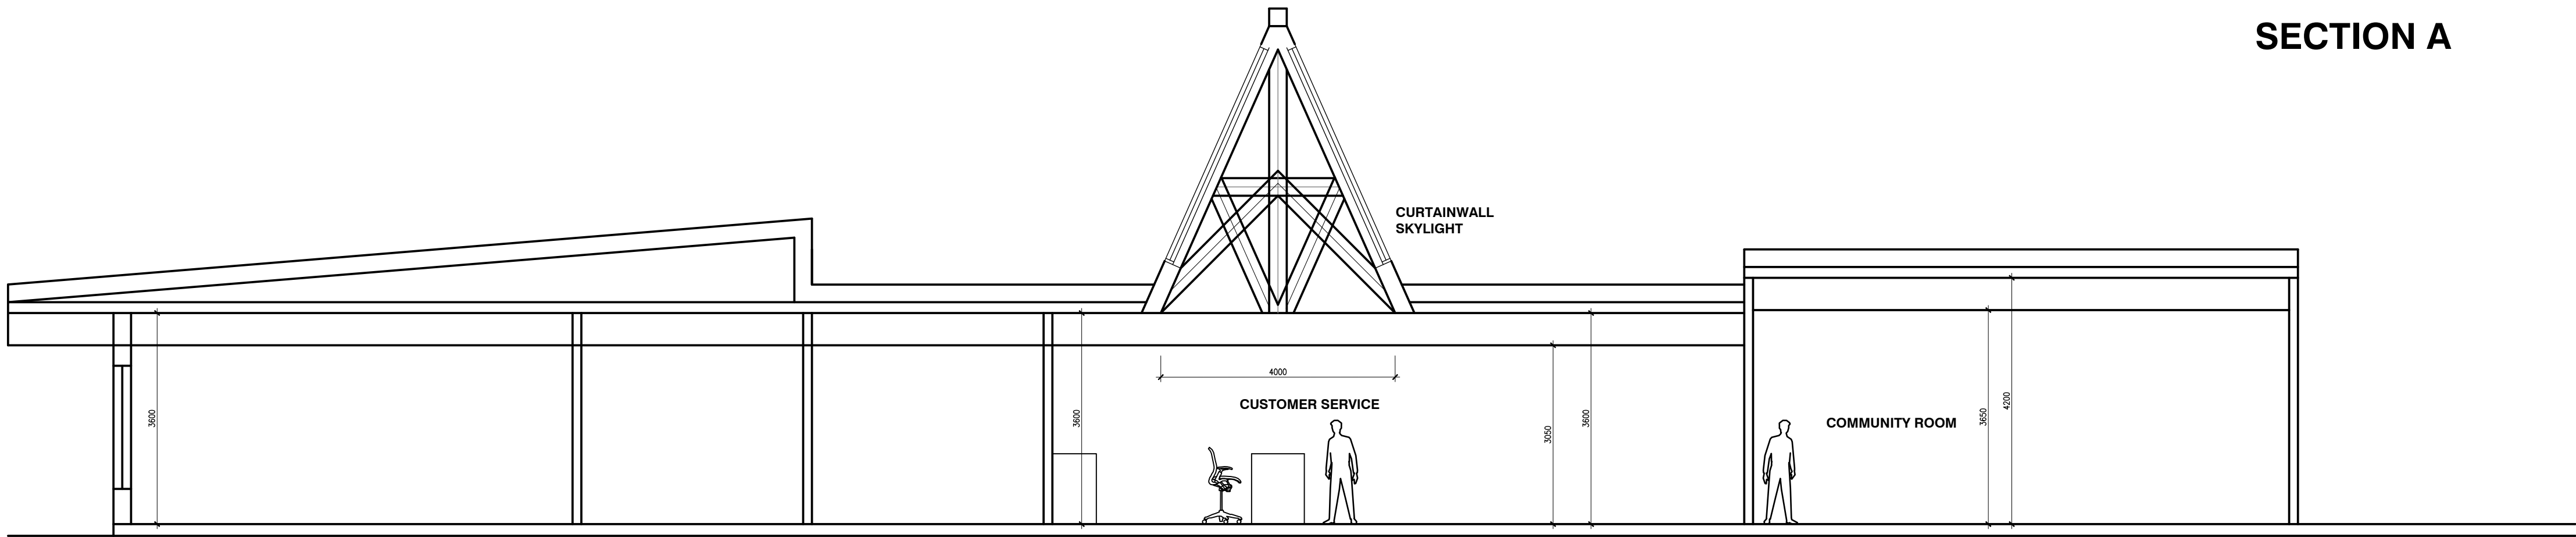 SECTION A
CURTAINWALL
SKYLIGHT
4000
CUSTOMER SERVICE
COMMUNITY ROOM
3600
3600
3050
3600
3650
4200